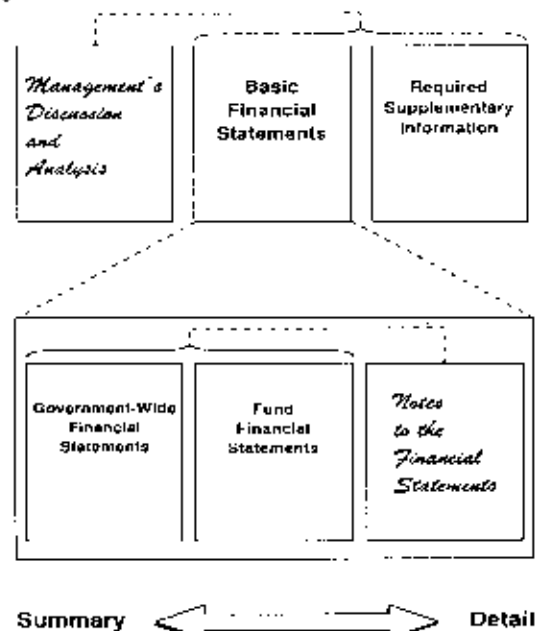 Management's
Discussion
and
Analysis
Basic
Financial
Statements
Required
Supplementary
Information
Government-Wide
Financial
Statements
Fund
Financial
Statements
Notes
to the
Financial
Statements
Summary
Detail